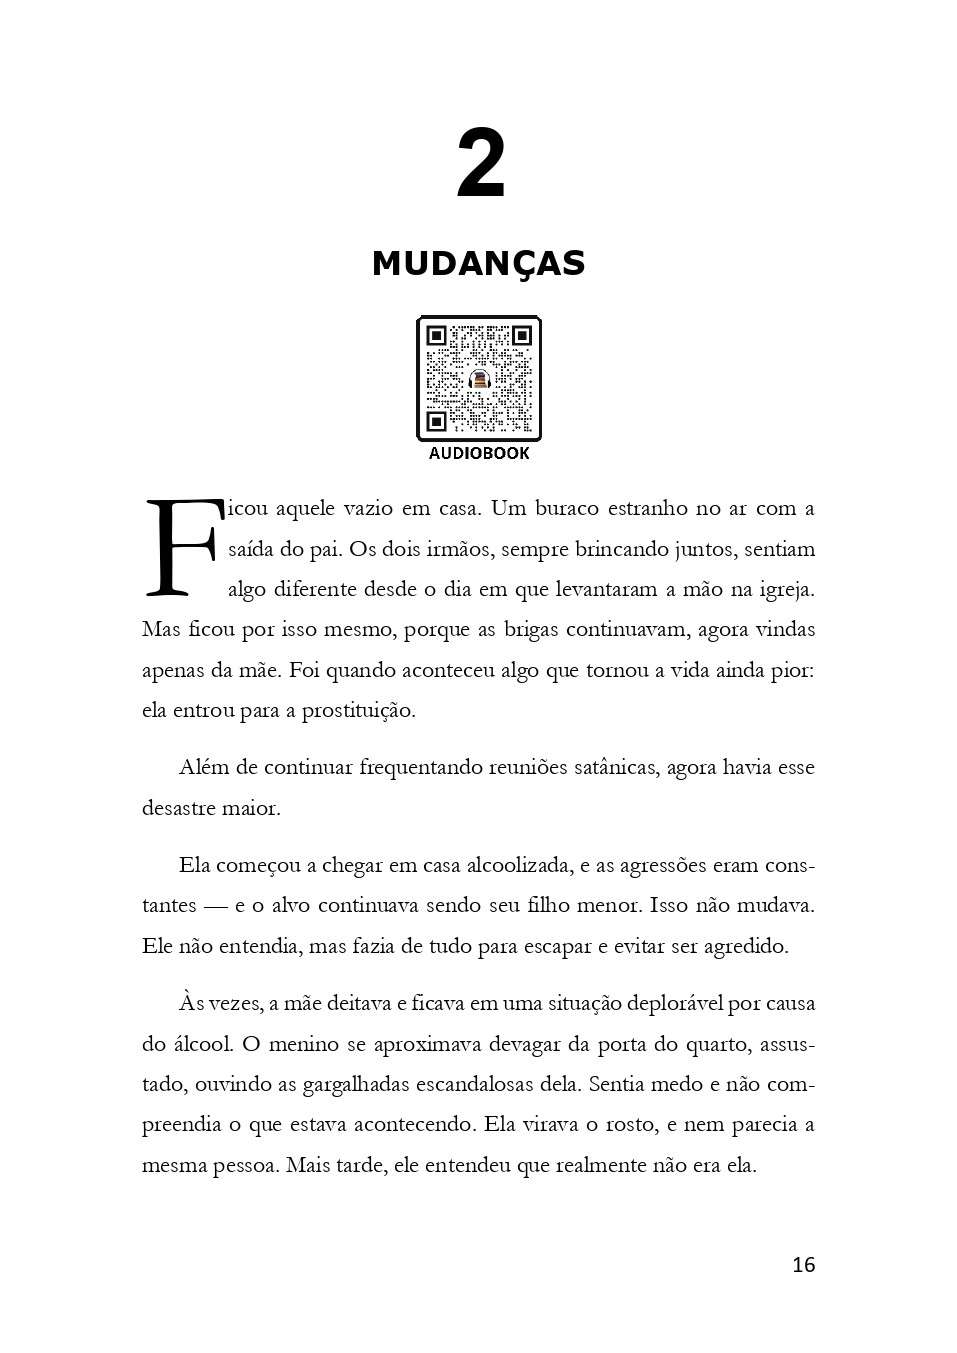 2
MUDANÇAS
AUDIOBOOK
Ficou aquele vazio em casa. Um buraco estranho no ar com a
saída do pai. Os dois irmãos, sempre brincando juntos, sentiam
algo diferente desde o dia em que levantaram a mão na igreja.
Mas ficou por isso mesmo, porque as brigas continuavam, agora vindas
apenas da mãe. Foi quando aconteceu algo que tornou a vida ainda pior:
ela entrou para a prostituição.
Além de continuar frequentando reuniões satânicas, agora havia esse
desastre maior.
Ela começou a chegar em casa alcoolizada, e as agressões eram cons-
tantes — e o alvo continuava sendo seu filho menor. Isso não mudava.
Ele não entendia, mas fazia de tudo para escapar e evitar ser agredido.
Às vezes, a mãe deitava e ficava em uma situação deplorável por causa
do álcool. O menino se aproximava devagar da porta do quarto, assus-
tado, ouvindo as gargalhadas escandalosas dela. Sentia medo e não com-
preendia o que estava acontecendo. Ela virava o rosto, e nem parecia a
mesma pessoa. Mais tarde, ele entendeu que realmente não era ela.
16